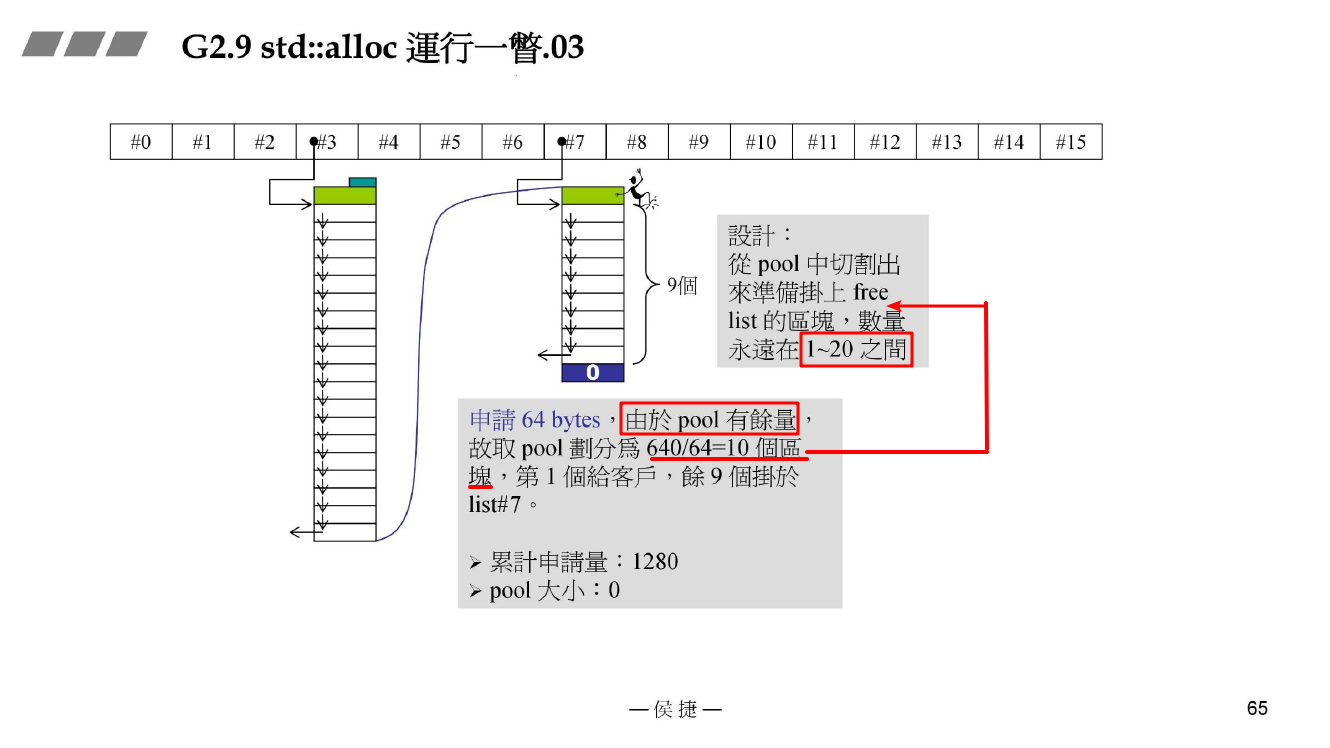 G2.9 std::alloc 運行一瞥.03
#0 #1 #2 #3 #4 #5 #6 #7 #8 #9 #10 #11 #12 #13 #14 #15
設計：
從 pool 中切割出
來準備掛上 free
list 的區塊，數量
永遠在 1~20 之間
9個
0
申請 64 bytes，由於 pool 有餘量，
故取 pool 劃分為 640/64=10 個區
塊，第 1 個給客戶，餘 9 個掛於
list#7。
➢ 累計申請量：1280
➢ pool 大小：0
— 侯 捷 —
65